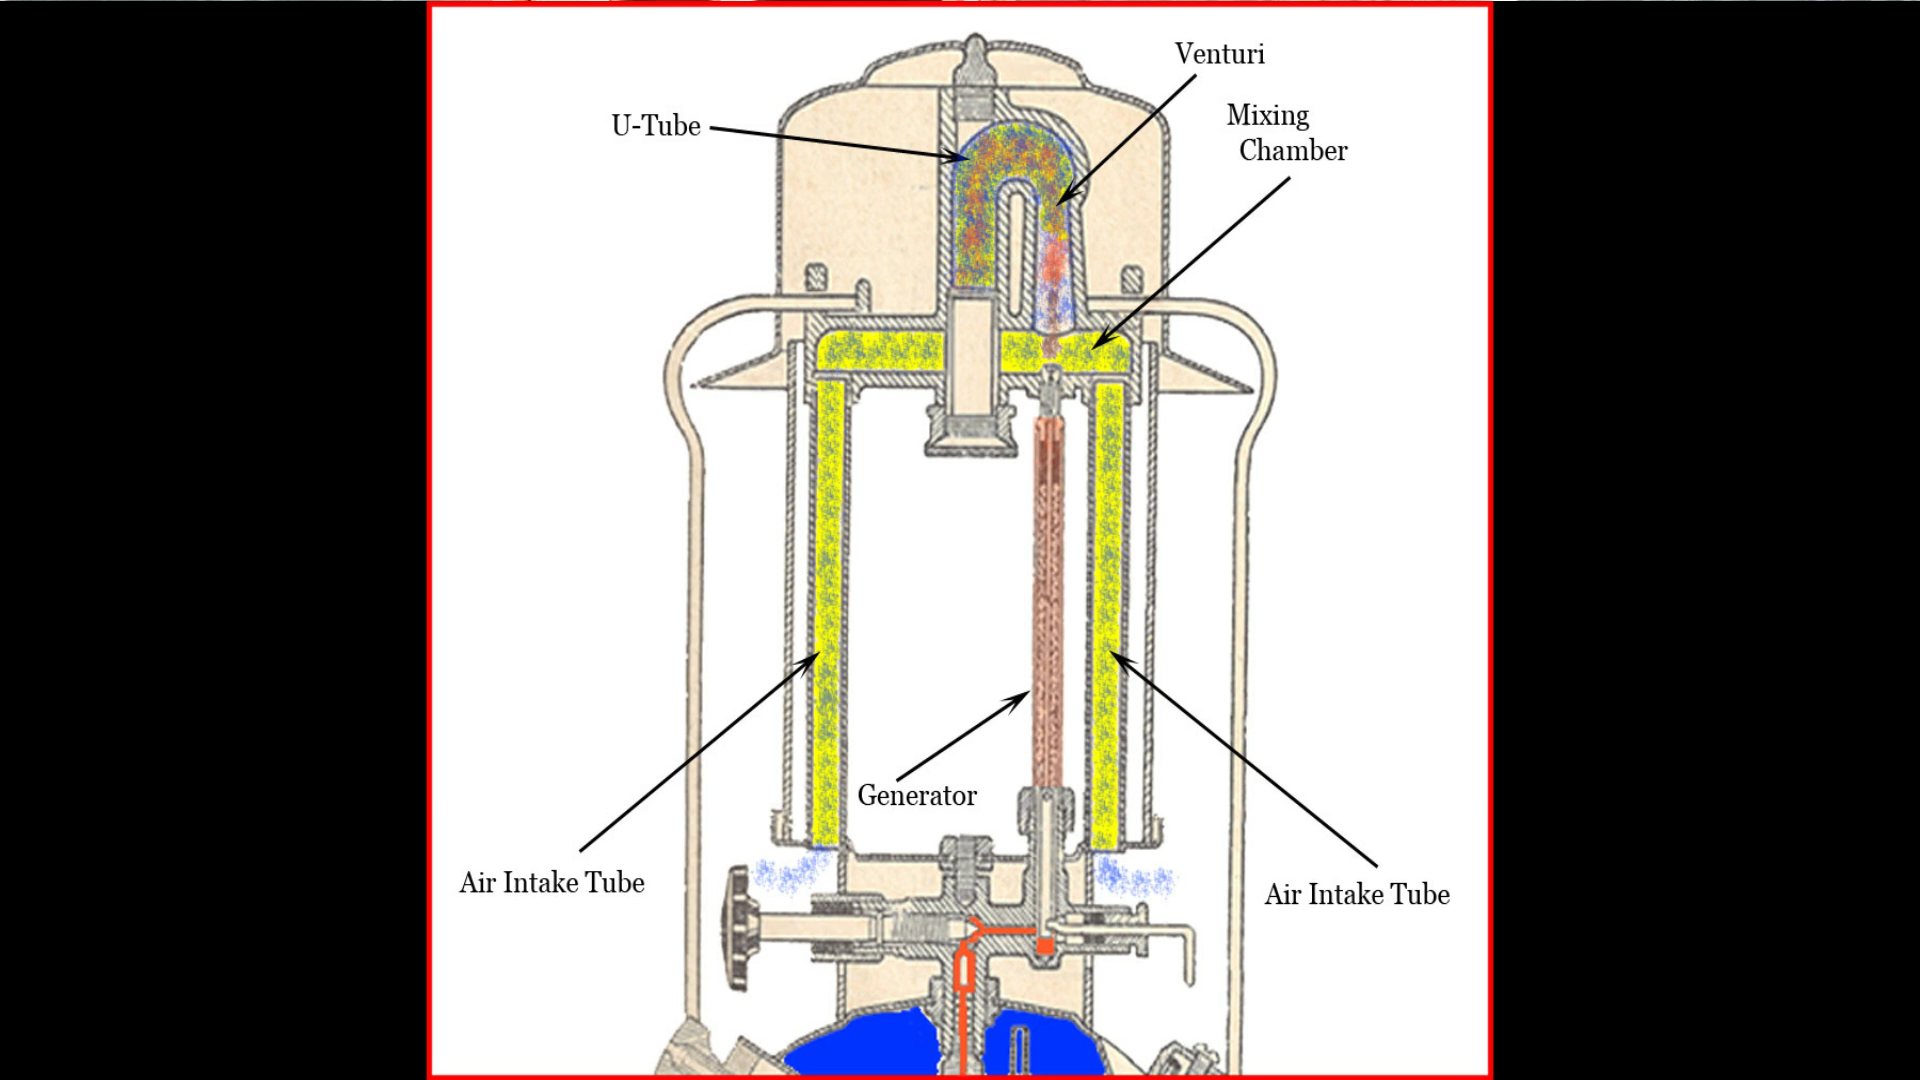 Venturi
U-Tube
Mixing
Chamber
Generator
Air Intake Tube
Air Intake Tube